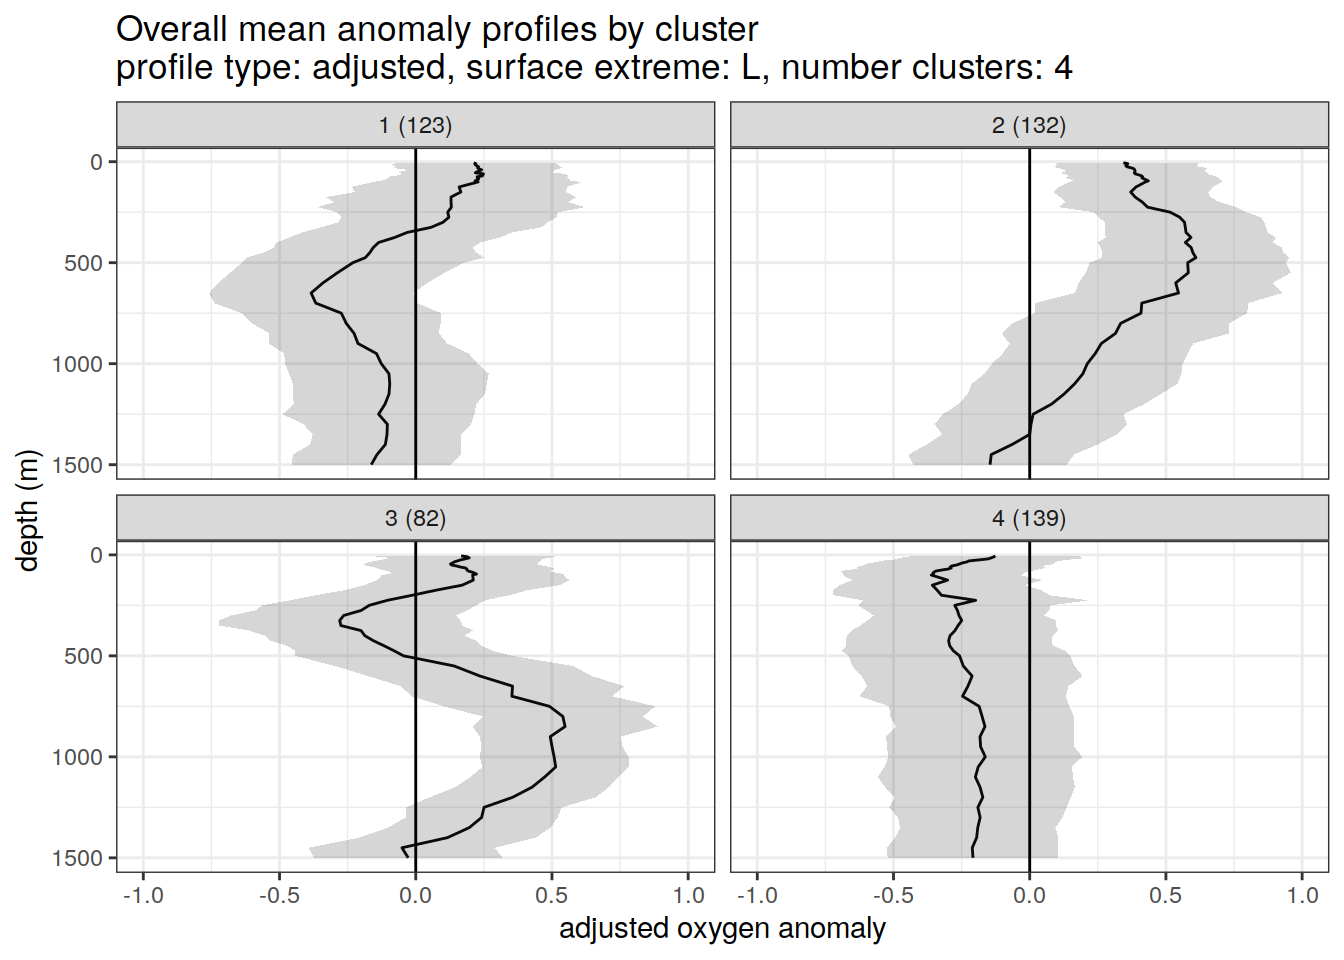 Overall mean anomaly profiles by cluster
profile type: adjusted, surface extreme: L, number clusters: 4
1 (123)
2 (132)
0
500
1000
1500
3 (82)
4 (139)
0
500
1000
1500
depth (m)
-1.0 -0.5 0.0 0.5 1.0 -1.0 -0.5 0.0 0.5 1.0
adjusted oxygen anomaly